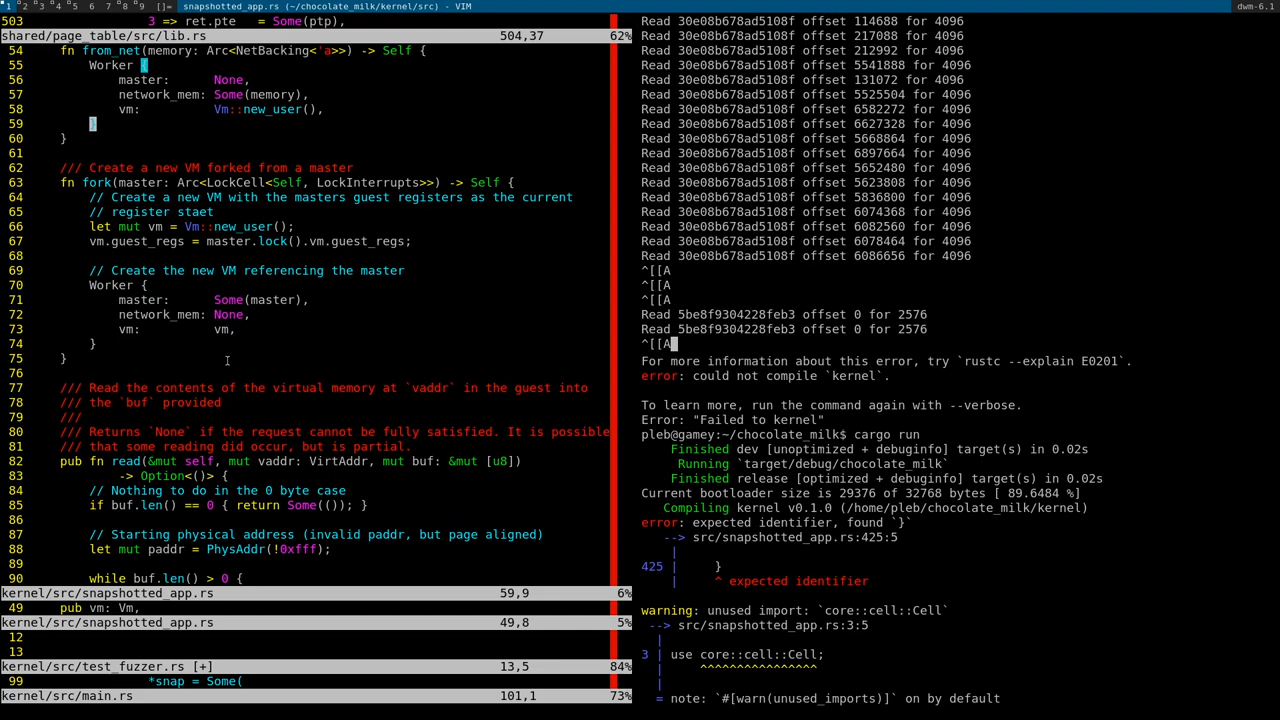 1 2 3 4 5 6 7 8 9 []= snapshotted_app.rs (~/chocolate_milk/kernel/src) - VIM dwm-6.1
503 3 => ret.pte = Some(ptp),
shared/page_table/src/lib.rs 504,37 62%
54 fn from_net(memory: Arc<NetBacking<'a>>) -> Self {
55 Worker {
56 master: None,
57 network_mem: Some(memory),
58 vm: Vm::new_user(),
59 }
60 }
61
62 /// Create a new VM forked from a master
63 fn fork(master: Arc<LockCell<Self, LockInterrupts>>) -> Self {
64 // Create a new VM with the masters guest registers as the current
65 // register staet
66 let mut vm = Vm::new_user();
67 vm.guest_regs = master.lock().vm.guest_regs;
68
69 // Create the new VM referencing the master
70 Worker {
71 master: Some(master),
72 network_mem: None,
73 vm: vm,
74 }
75 }
76
77 /// Read the contents of the virtual memory at `vaddr` in the guest into
78 /// the `buf` provided
79 ///
80 /// Returns `None` if the request cannot be fully satisfied. It is possible
81 /// that some reading did occur, but is partial.
82 pub fn read(&mut self, mut vaddr: VirtAddr, mut buf: &mut [u8])
83 -> Option<()> {
84 // Nothing to do in the 0 byte case
85 if buf.len() == 0 { return Some(()); }
86
87 // Starting physical address (invalid paddr, but page aligned)
88 let mut paddr = PhysAddr(!0xfff);
89
90 while buf.len() > 0 {
kernel/src/snapshotted_app.rs 59,9 6%
49 pub vm: Vm,
kernel/src/snapshotted_app.rs 49,8 5%
12
13
kernel/src/test_fuzzer.rs [+] 13,5 84%
99 *snap = Some(
kernel/src/main.rs 101,1 73%
Read 30e08b678ad5108f offset 114688 for 4096
Read 30e08b678ad5108f offset 217088 for 4096
Read 30e08b678ad5108f offset 212992 for 4096
Read 30e08b678ad5108f offset 5541888 for 4096
Read 30e08b678ad5108f offset 131072 for 4096
Read 30e08b678ad5108f offset 5525504 for 4096
Read 30e08b678ad5108f offset 6582272 for 4096
Read 30e08b678ad5108f offset 6627328 for 4096
Read 30e08b678ad5108f offset 5668864 for 4096
Read 30e08b678ad5108f offset 6897664 for 4096
Read 30e08b678ad5108f offset 5652480 for 4096
Read 30e08b678ad5108f offset 5623808 for 4096
Read 30e08b678ad5108f offset 5836800 for 4096
Read 30e08b678ad5108f offset 6074368 for 4096
Read 30e08b678ad5108f offset 6082560 for 4096
Read 30e08b678ad5108f offset 6078464 for 4096
Read 30e08b678ad5108f offset 6086656 for 4096
^[[A
^[[A
^[[A
Read 5be8f9304228feb3 offset 0 for 2576
Read 5be8f9304228feb3 offset 0 for 2576
^[[A
For more information about this error, try `rustc --explain E0201`.
error: could not compile `kernel`.
To learn more, run the command again with --verbose.
Error: "Failed to kernel"
pleb@gamey:~/chocolate_milk$ cargo run
Finished dev [unoptimized + debuginfo] target(s) in 0.02s
Running `target/debug/chocolate_milk`
Finished release [optimized + debuginfo] target(s) in 0.02s
Current bootloader size is 29376 of 32768 bytes [ 89.6484 %]
Compiling kernel v0.1.0 (/home/pleb/chocolate_milk/kernel)
error: expected identifier, found `}`
--> src/snapshotted_app.rs:425:5
|
425 | }
| ^ expected identifier
warning: unused import: `core::cell::Cell`
--> src/snapshotted_app.rs:3:5
|
3 | use core::cell::Cell;
| ^^^^^^^^^^^^^^^^
|
= note: `#[warn(unused_imports)]` on by default